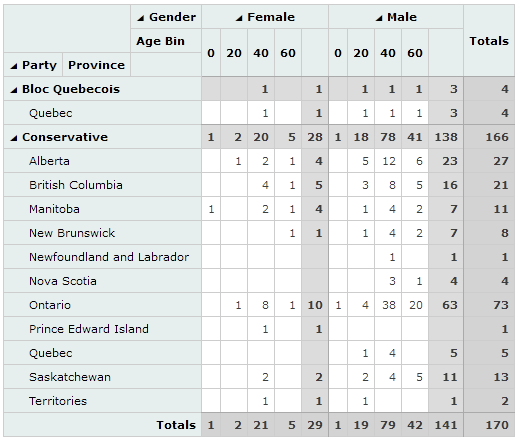 ◢ Gender ◢ Female ◢ Male
Age Bin 0 20 40 60 0 20 40 60 Totals
◢ Party Province
◢ Bloc Quebecois 1 1 1 1 1 3 4
Quebec 1 1 1 1 1 3 4
◢ Conservative 1 2 20 5 28 1 18 78 41 138 166
Alberta 1 2 1 4 5 12 6 23 27
British Columbia 4 1 5 3 8 5 16 21
Manitoba 1 2 1 4 1 4 2 7 11
New Brunswick 1 1 1 4 2 7 8
Newfoundland and Labrador 1 1 1
Nova Scotia 3 1 4 4
Ontario 1 8 1 10 1 4 38 20 63 73
Prince Edward Island 1 1 1
Quebec 1 4 5 5
Saskatchewan 2 2 2 4 5 11 13
Territories 1 1 1 1 2
Totals 1 2 21 5 29 1 19 79 42 141 170